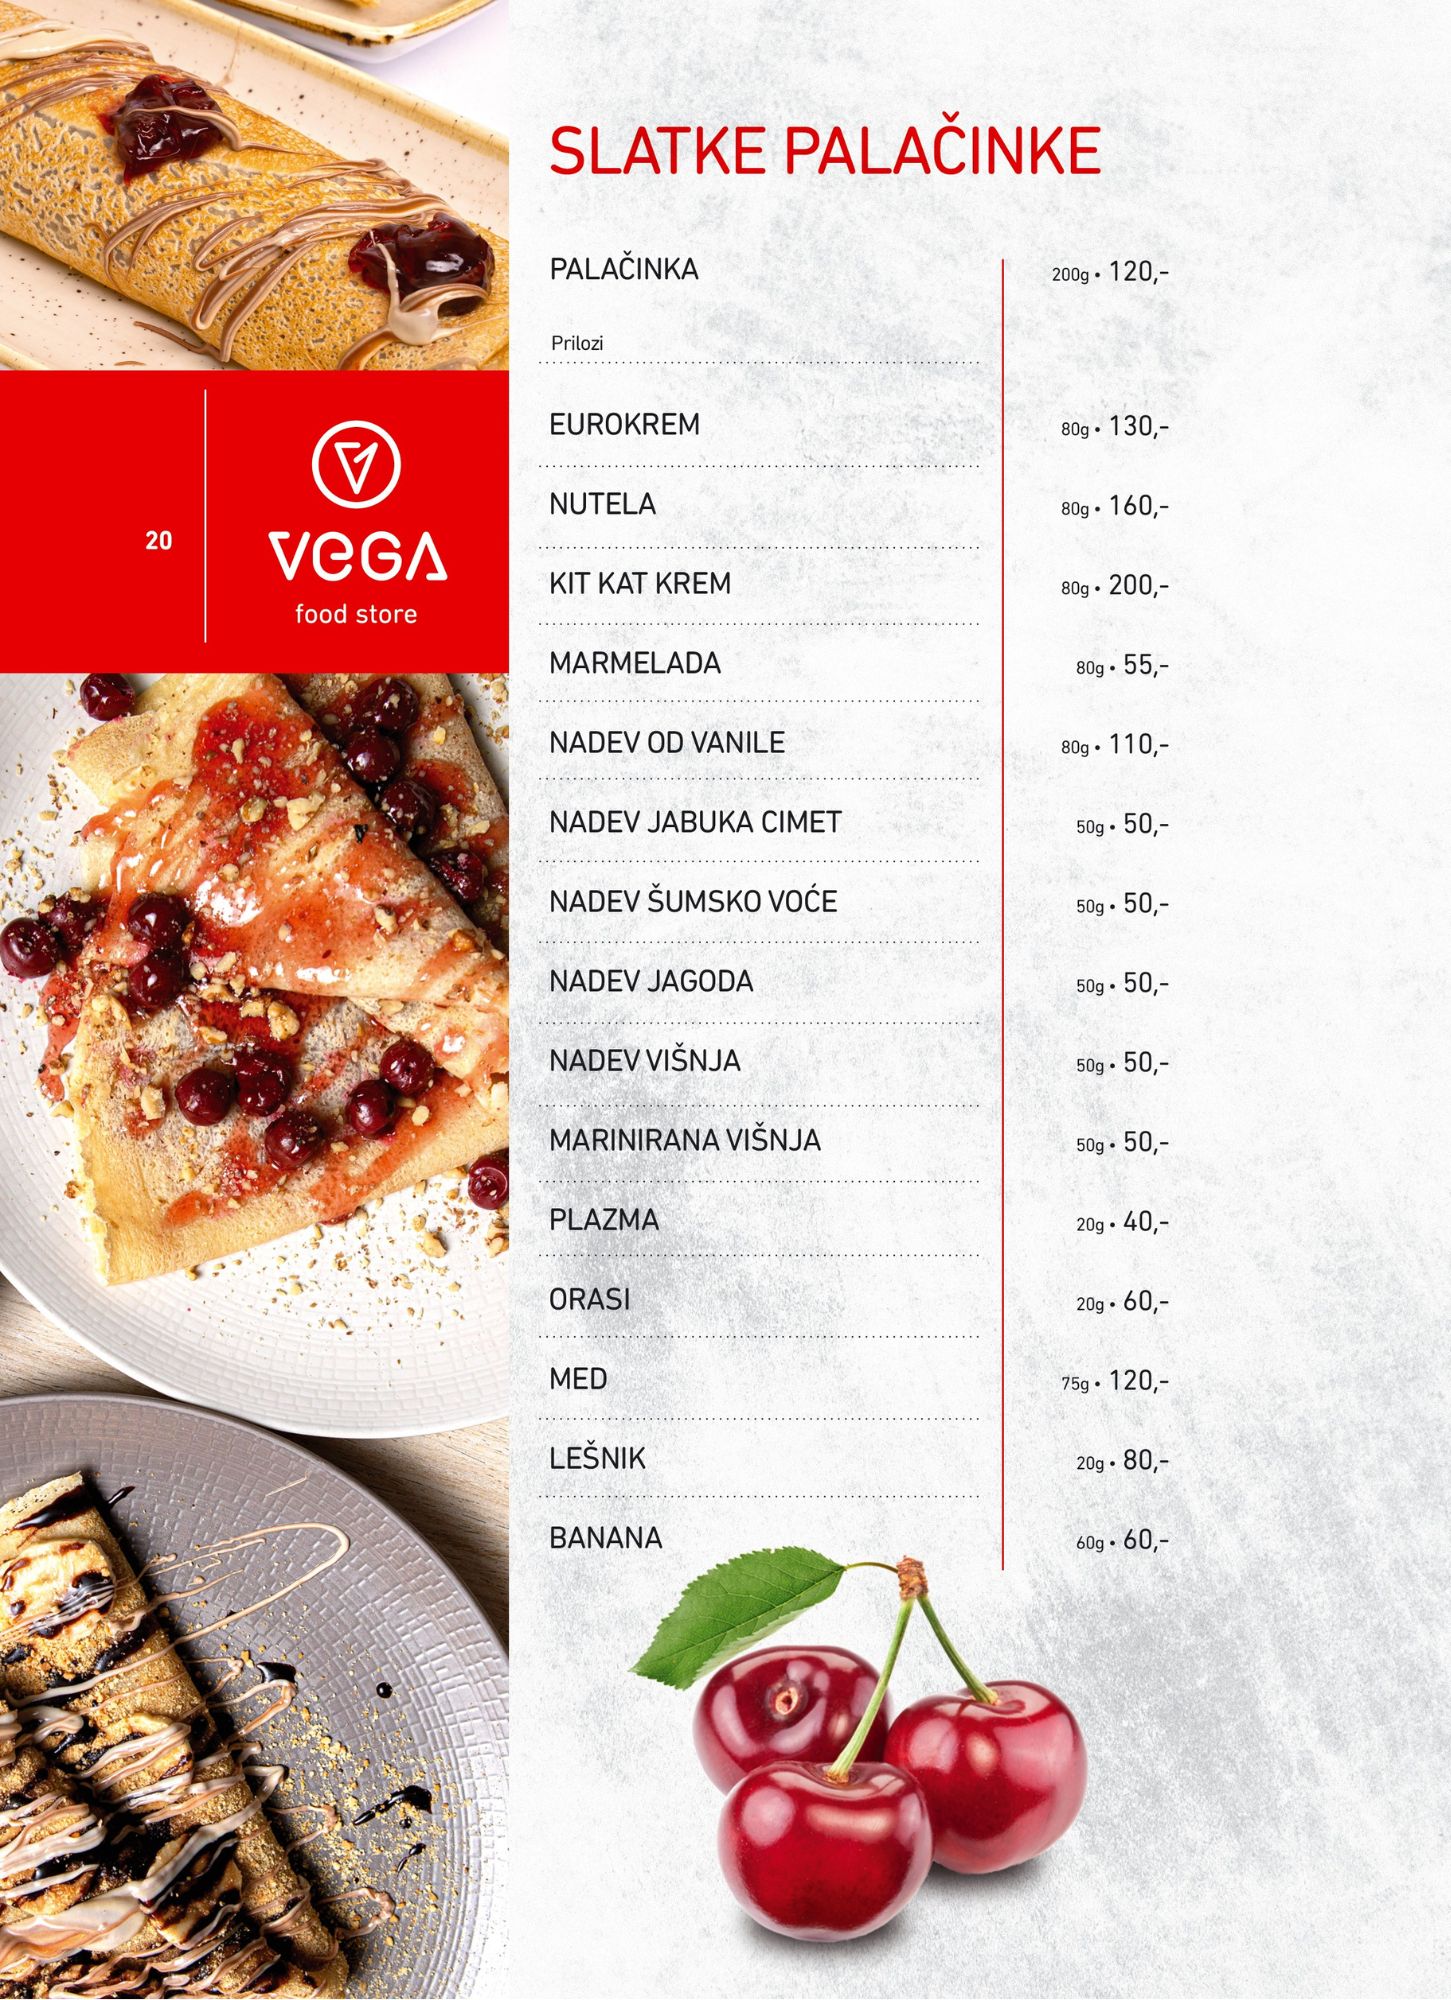 SLATKE PALAČINKE
PALAČINKA 200g • 120,-
Prilozi
EUROKREM 80g • 130,-
NUTELA 80g • 160,-
KIT KAT KREM 80g • 200,-
MARMELADA 80g • 55,-
NADEV OD VANILE 80g • 110,-
NADEV JABUKA CIMET 50g • 50,-
NADEV ŠUMSKO VOĆE 50g • 50,-
NADEV JAGODA 50g • 50,-
NADEV VIŠNJA 50g • 50,-
MARINIRANA VIŠNJA 50g • 50,-
PLAZMA 20g • 40,-
ORASI 20g • 60,-
MED 75g • 120,-
LEŠNIK 20g • 80,-
BANANA 60g • 60,-
20
VEGA
food store